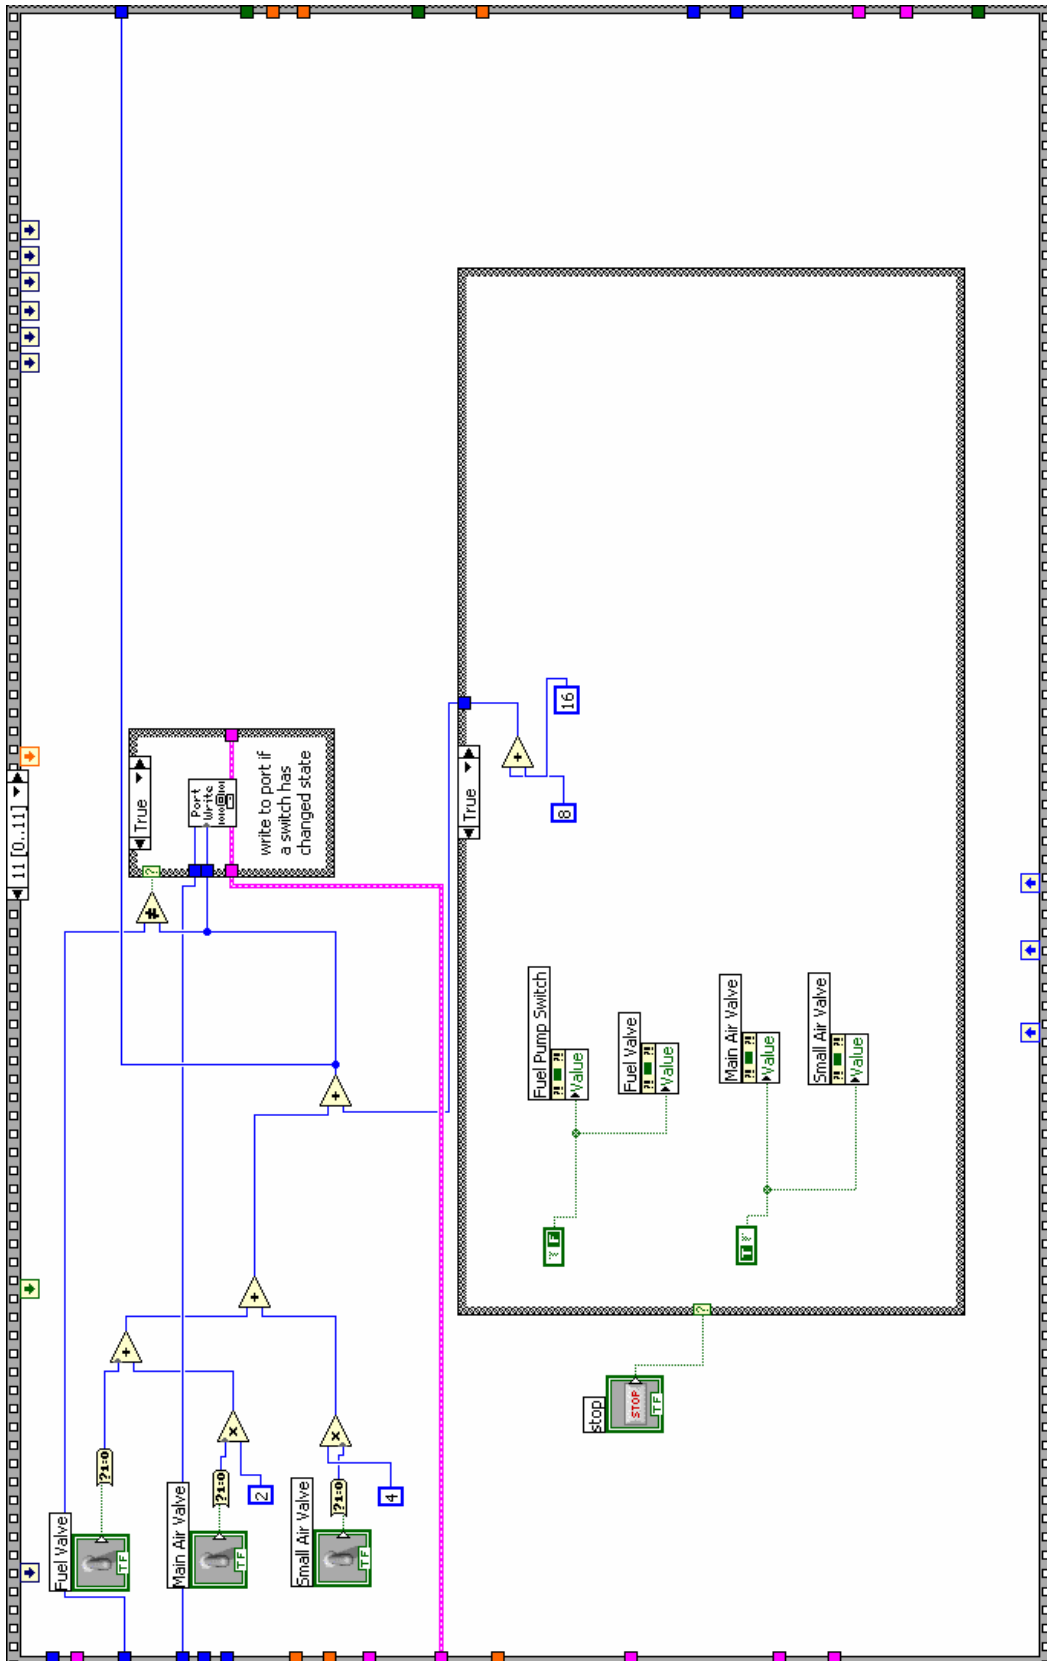 11 [0..11]
Fuel Valve
TF
?1:0
Main Air Valve
TF
?1:0
2
Small Air Valve
TF
?1:0
4
+
x
x
+
+
≠
?
True
Port
Write
write to port if
a switch has
changed state
stop
STOP
TF
?
True
F
Fuel Pump Switch
Value
Fuel Valve
Value
T
Main Air Valve
Value
Small Air Valve
Value
8
+
16